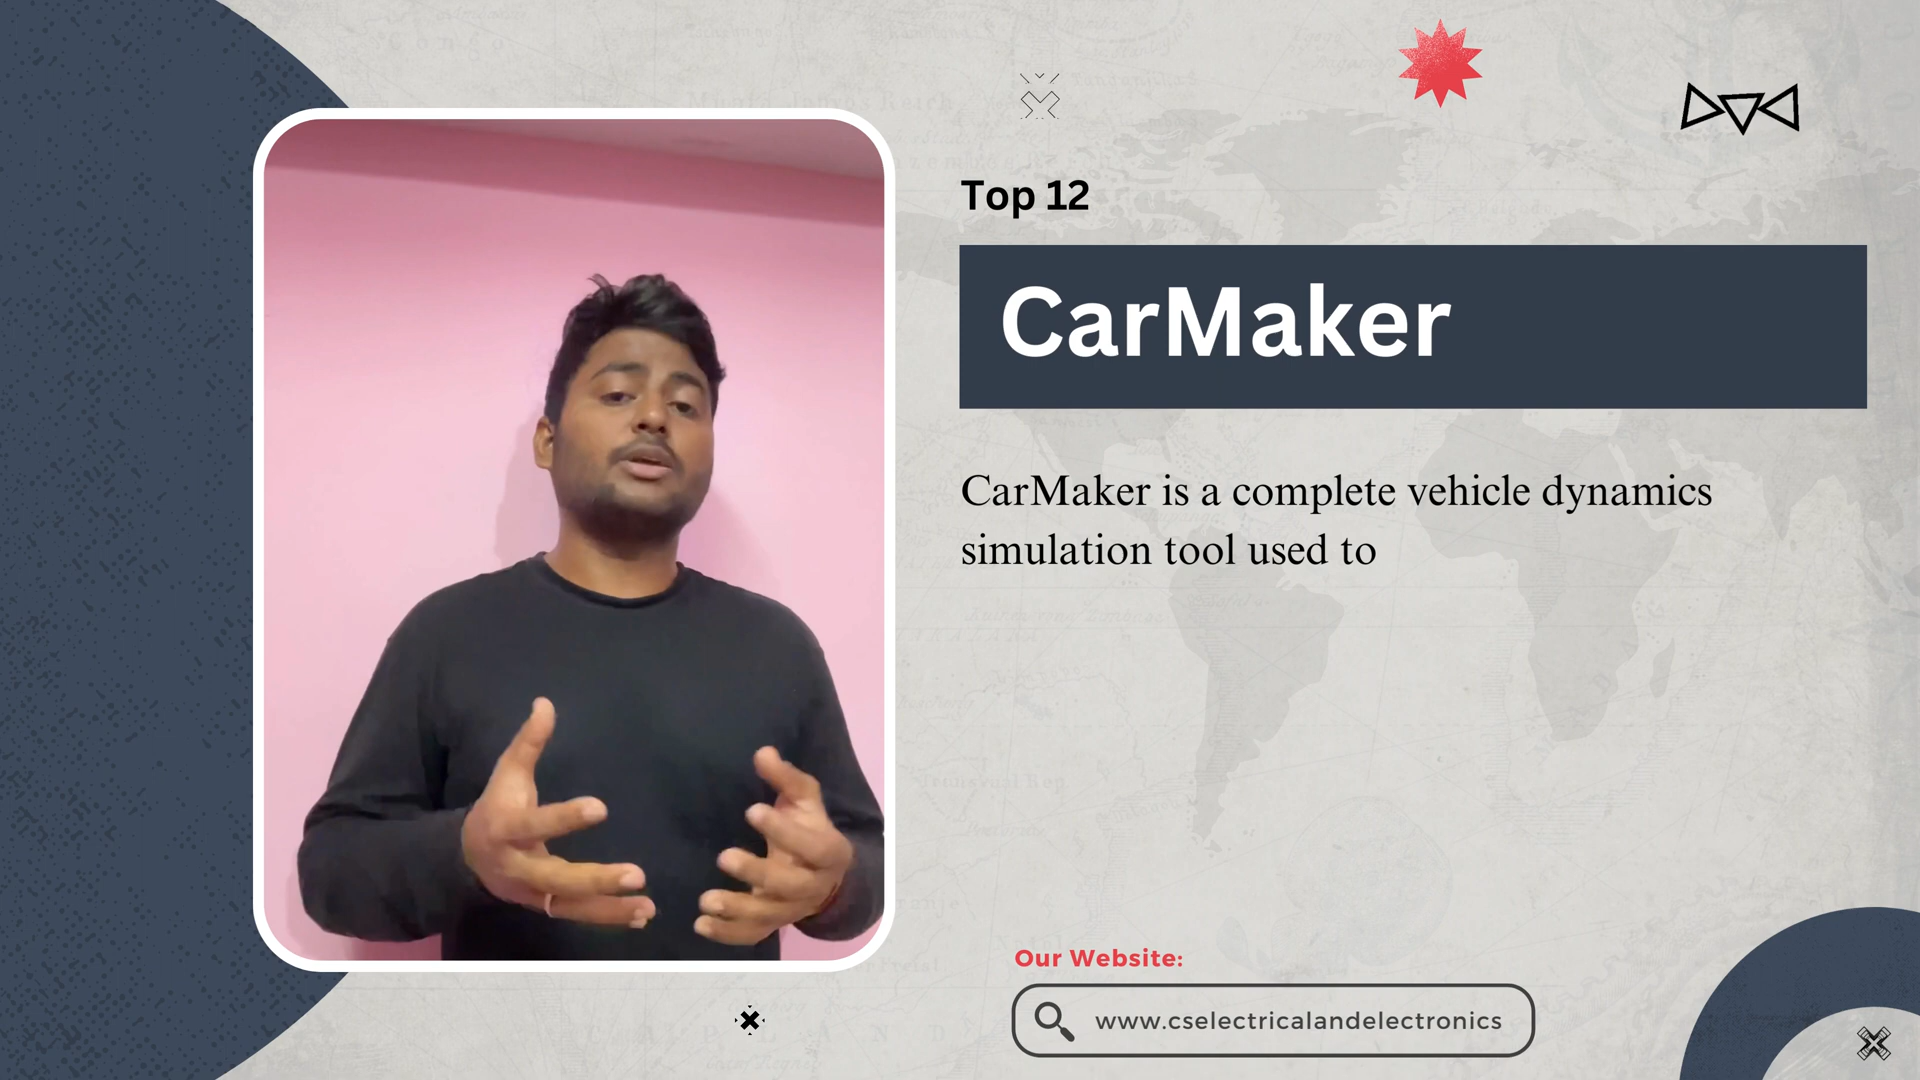 Top 12
CarMaker
CarMaker is a complete vehicle dynamics
simulation tool used to
Our Website:
www.cselectricalandelectronics